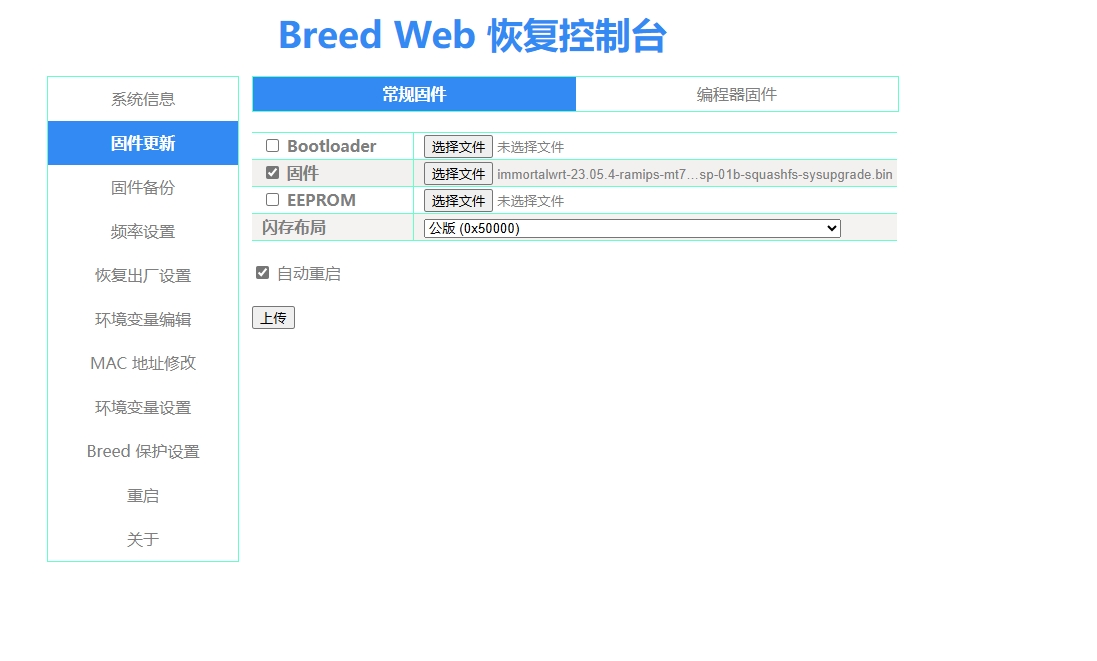 Breed Web 恢复控制台
系统信息
固件更新
固件备份
频率设置
恢复出厂设置
环境变量编辑
MAC 地址修改
环境变量设置
Breed 保护设置
重启
关于
常规固件 编程器固件
Bootloader 选择文件 未选择文件
固件 选择文件 immortalwrt-23.05.4-ramips-mt7...sp-01b-squashfs-sysupgrade.bin
EEPROM 选择文件 未选择文件
闪存布局 公版 (0x50000)
自动重启
上传